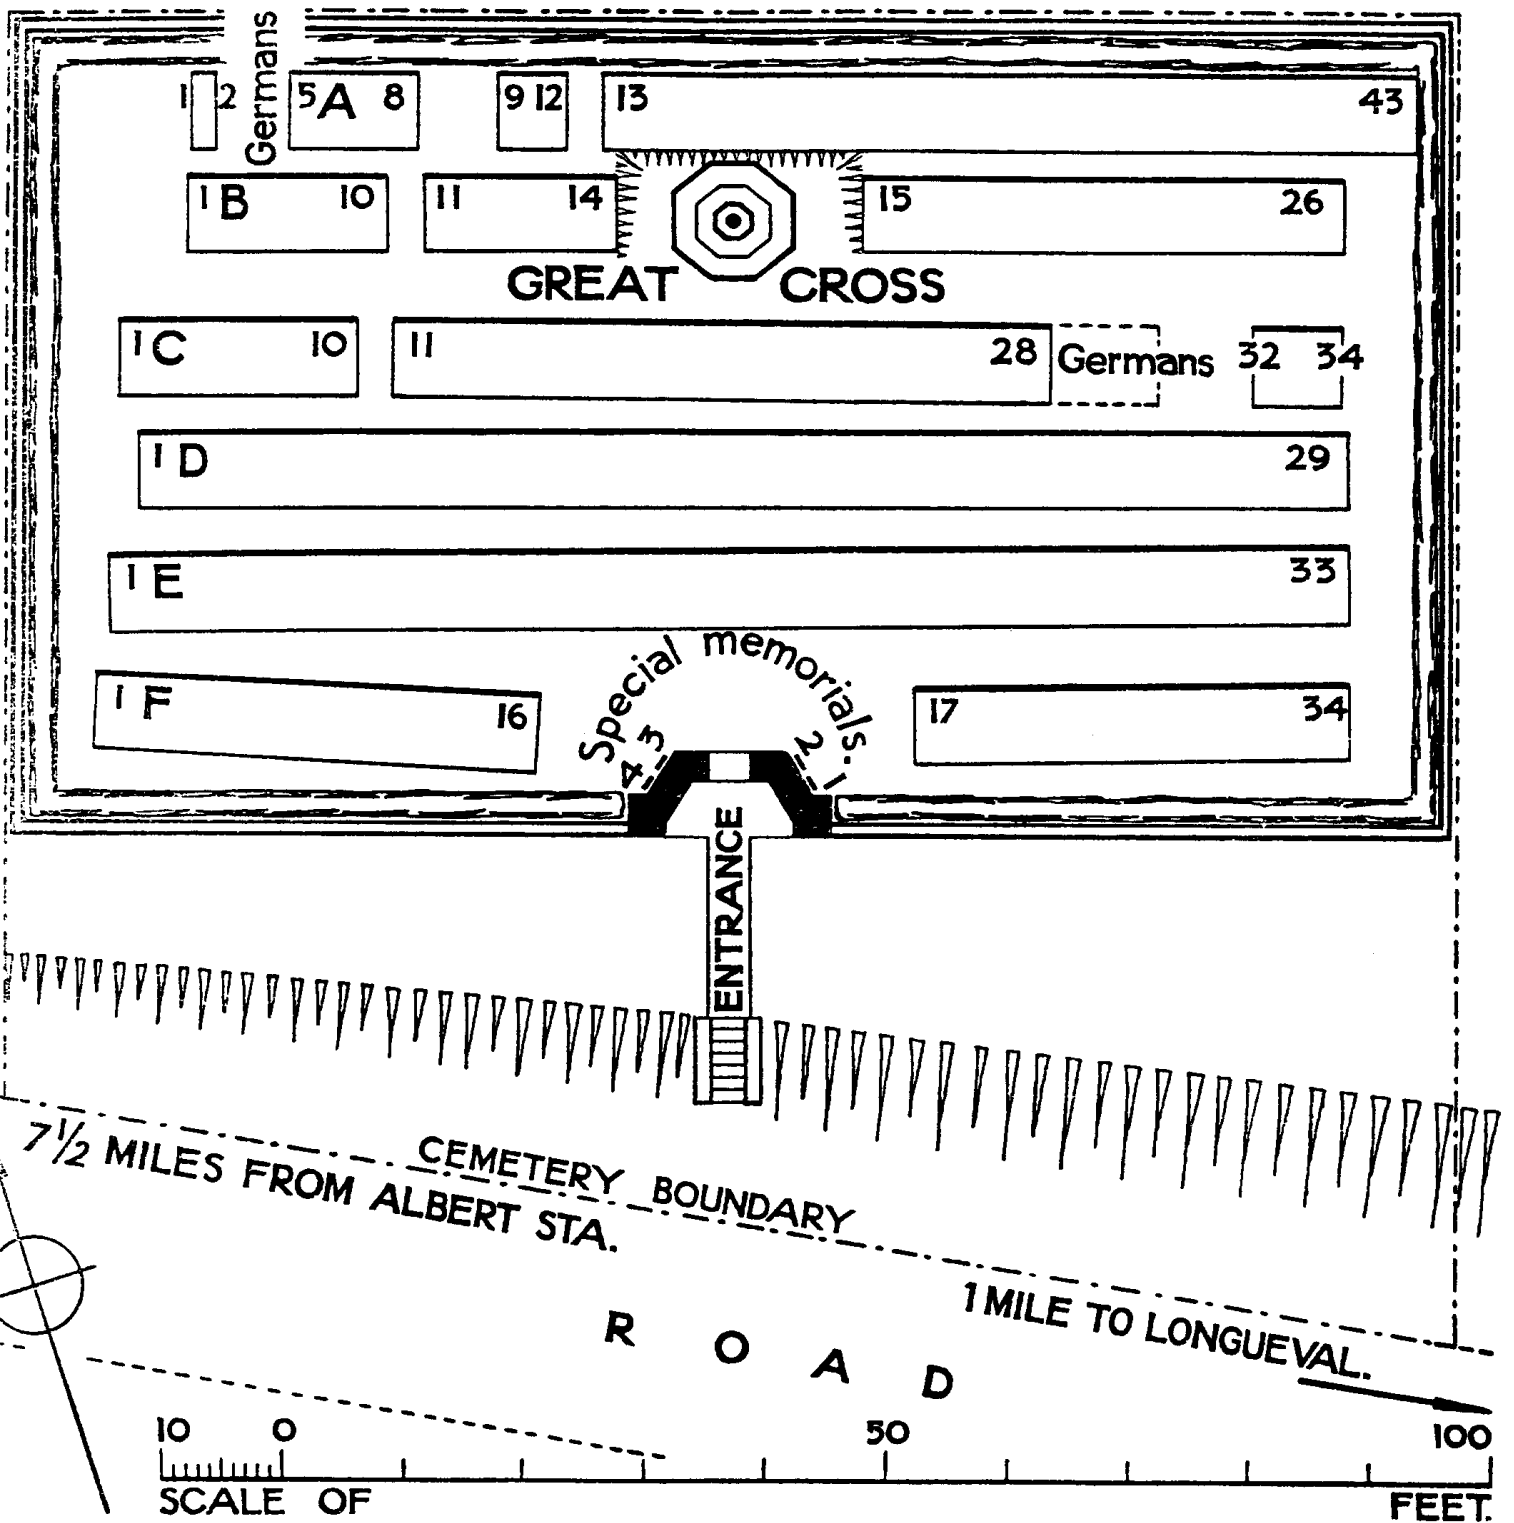 Germans
1 2 5 A 8 9 12 13 43
1 B 10 11 14 15 26
GREAT CROSS
1 C 10 11 28 Germans 32 34
1 D 29
1 E 33
Special memorials.
1 F 16 4 3 2 1 17 34
ENTRANCE
CEMETERY BOUNDARY
7½ MILES FROM ALBERT STA.
1 MILE TO LONGUEVAL.
ROAD
10 0 50 100
SCALE OF FEET.